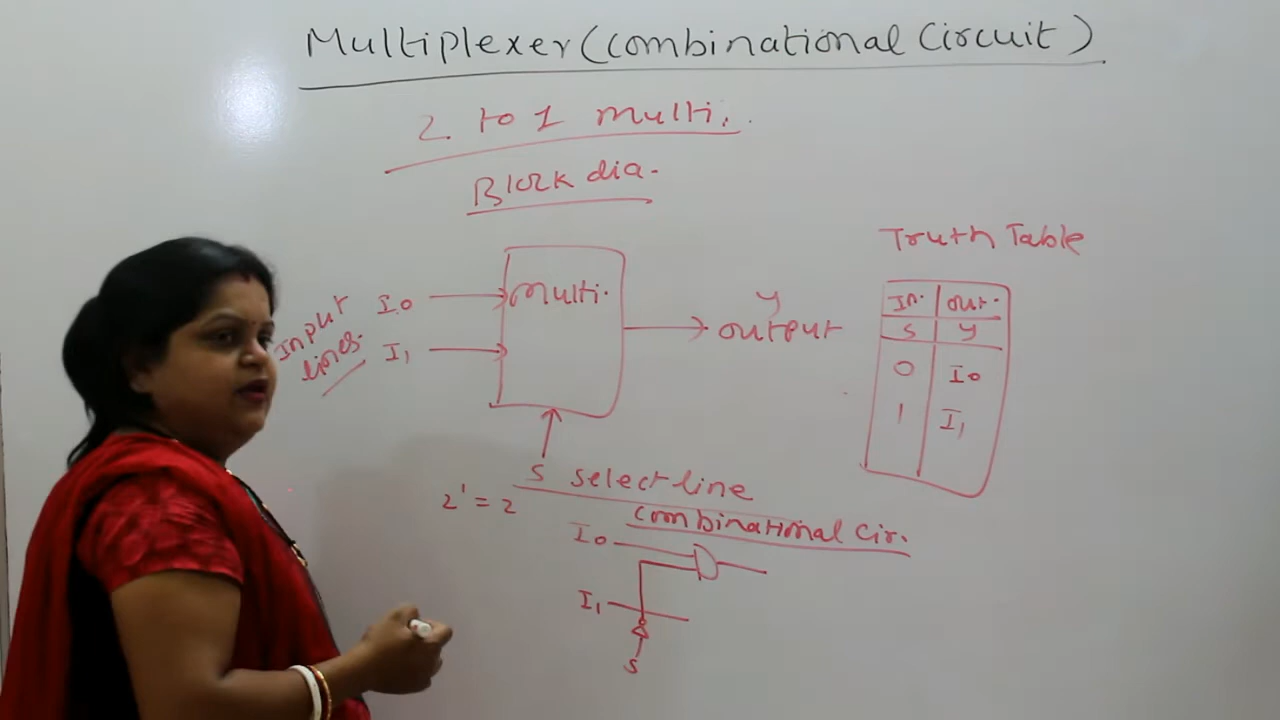 Multiplexer (Combinational Circuit)
2 to 1 multi.
Block dia.
Truth Table
Input lines.
I0
I1
Multi.
Y
output
In. out.
S Y
0 I0
1 I1
S select line
2¹ = 2
Combinational Cir.
I0
I1
S